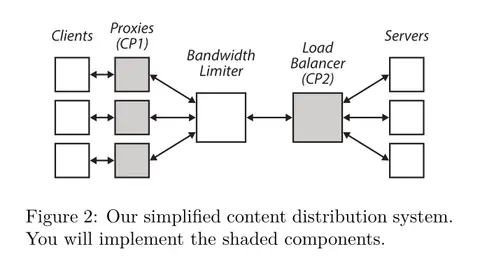 Clients
Proxies
(CP1)
Bandwidth
Limiter
Load
Balancer
(CP2)
Servers
Figure 2: Our simplified content distribution system.
You will implement the shaded components.